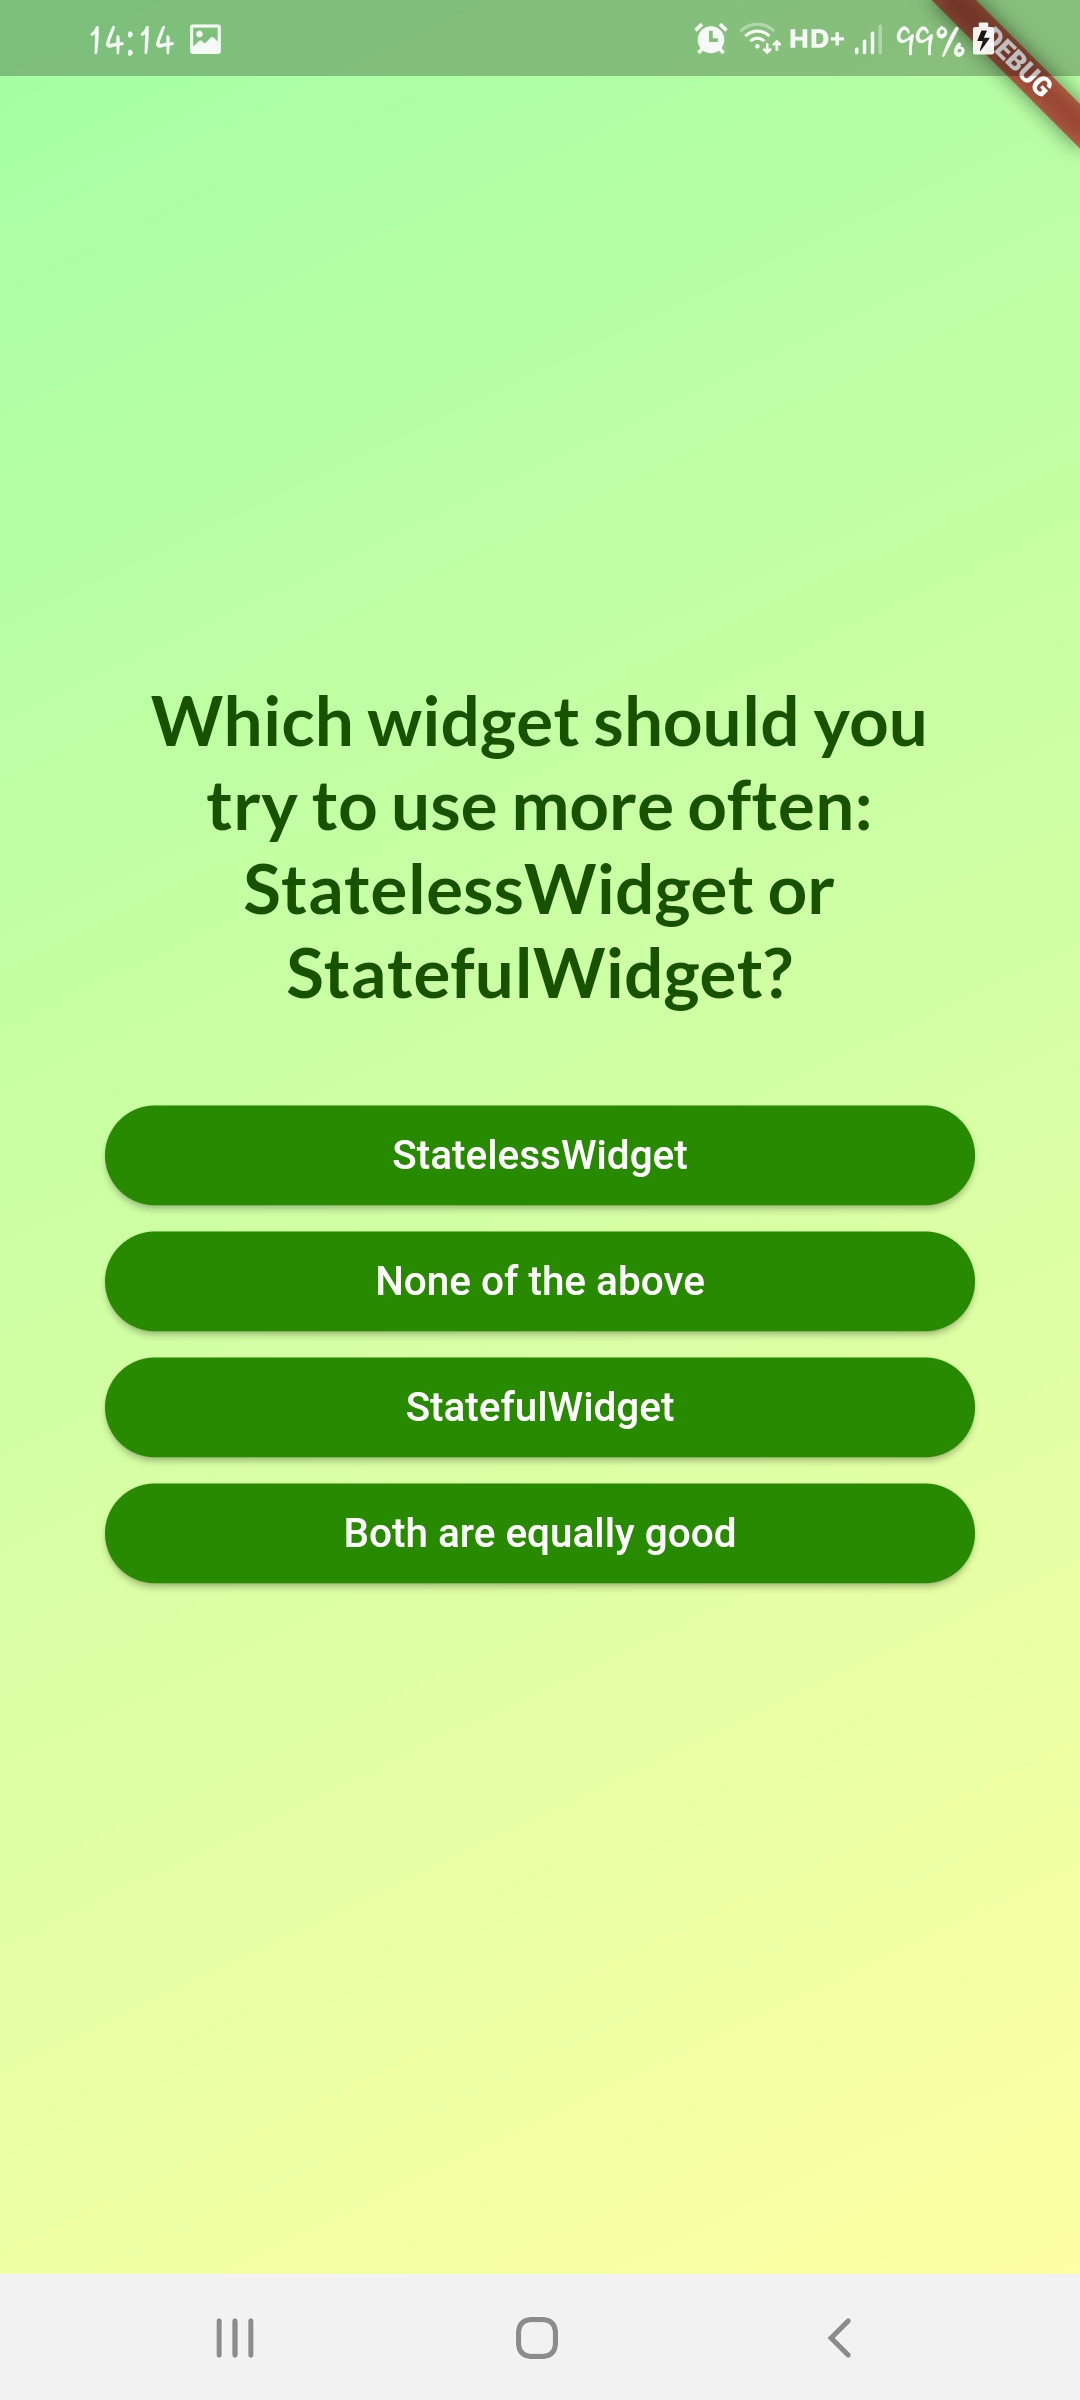 14:14 HD+ 99%
DEBUG
Which widget should you
try to use more often:
StatelessWidget or
StatefulWidget?
StatelessWidget
None of the above
StatefulWidget
Both are equally good